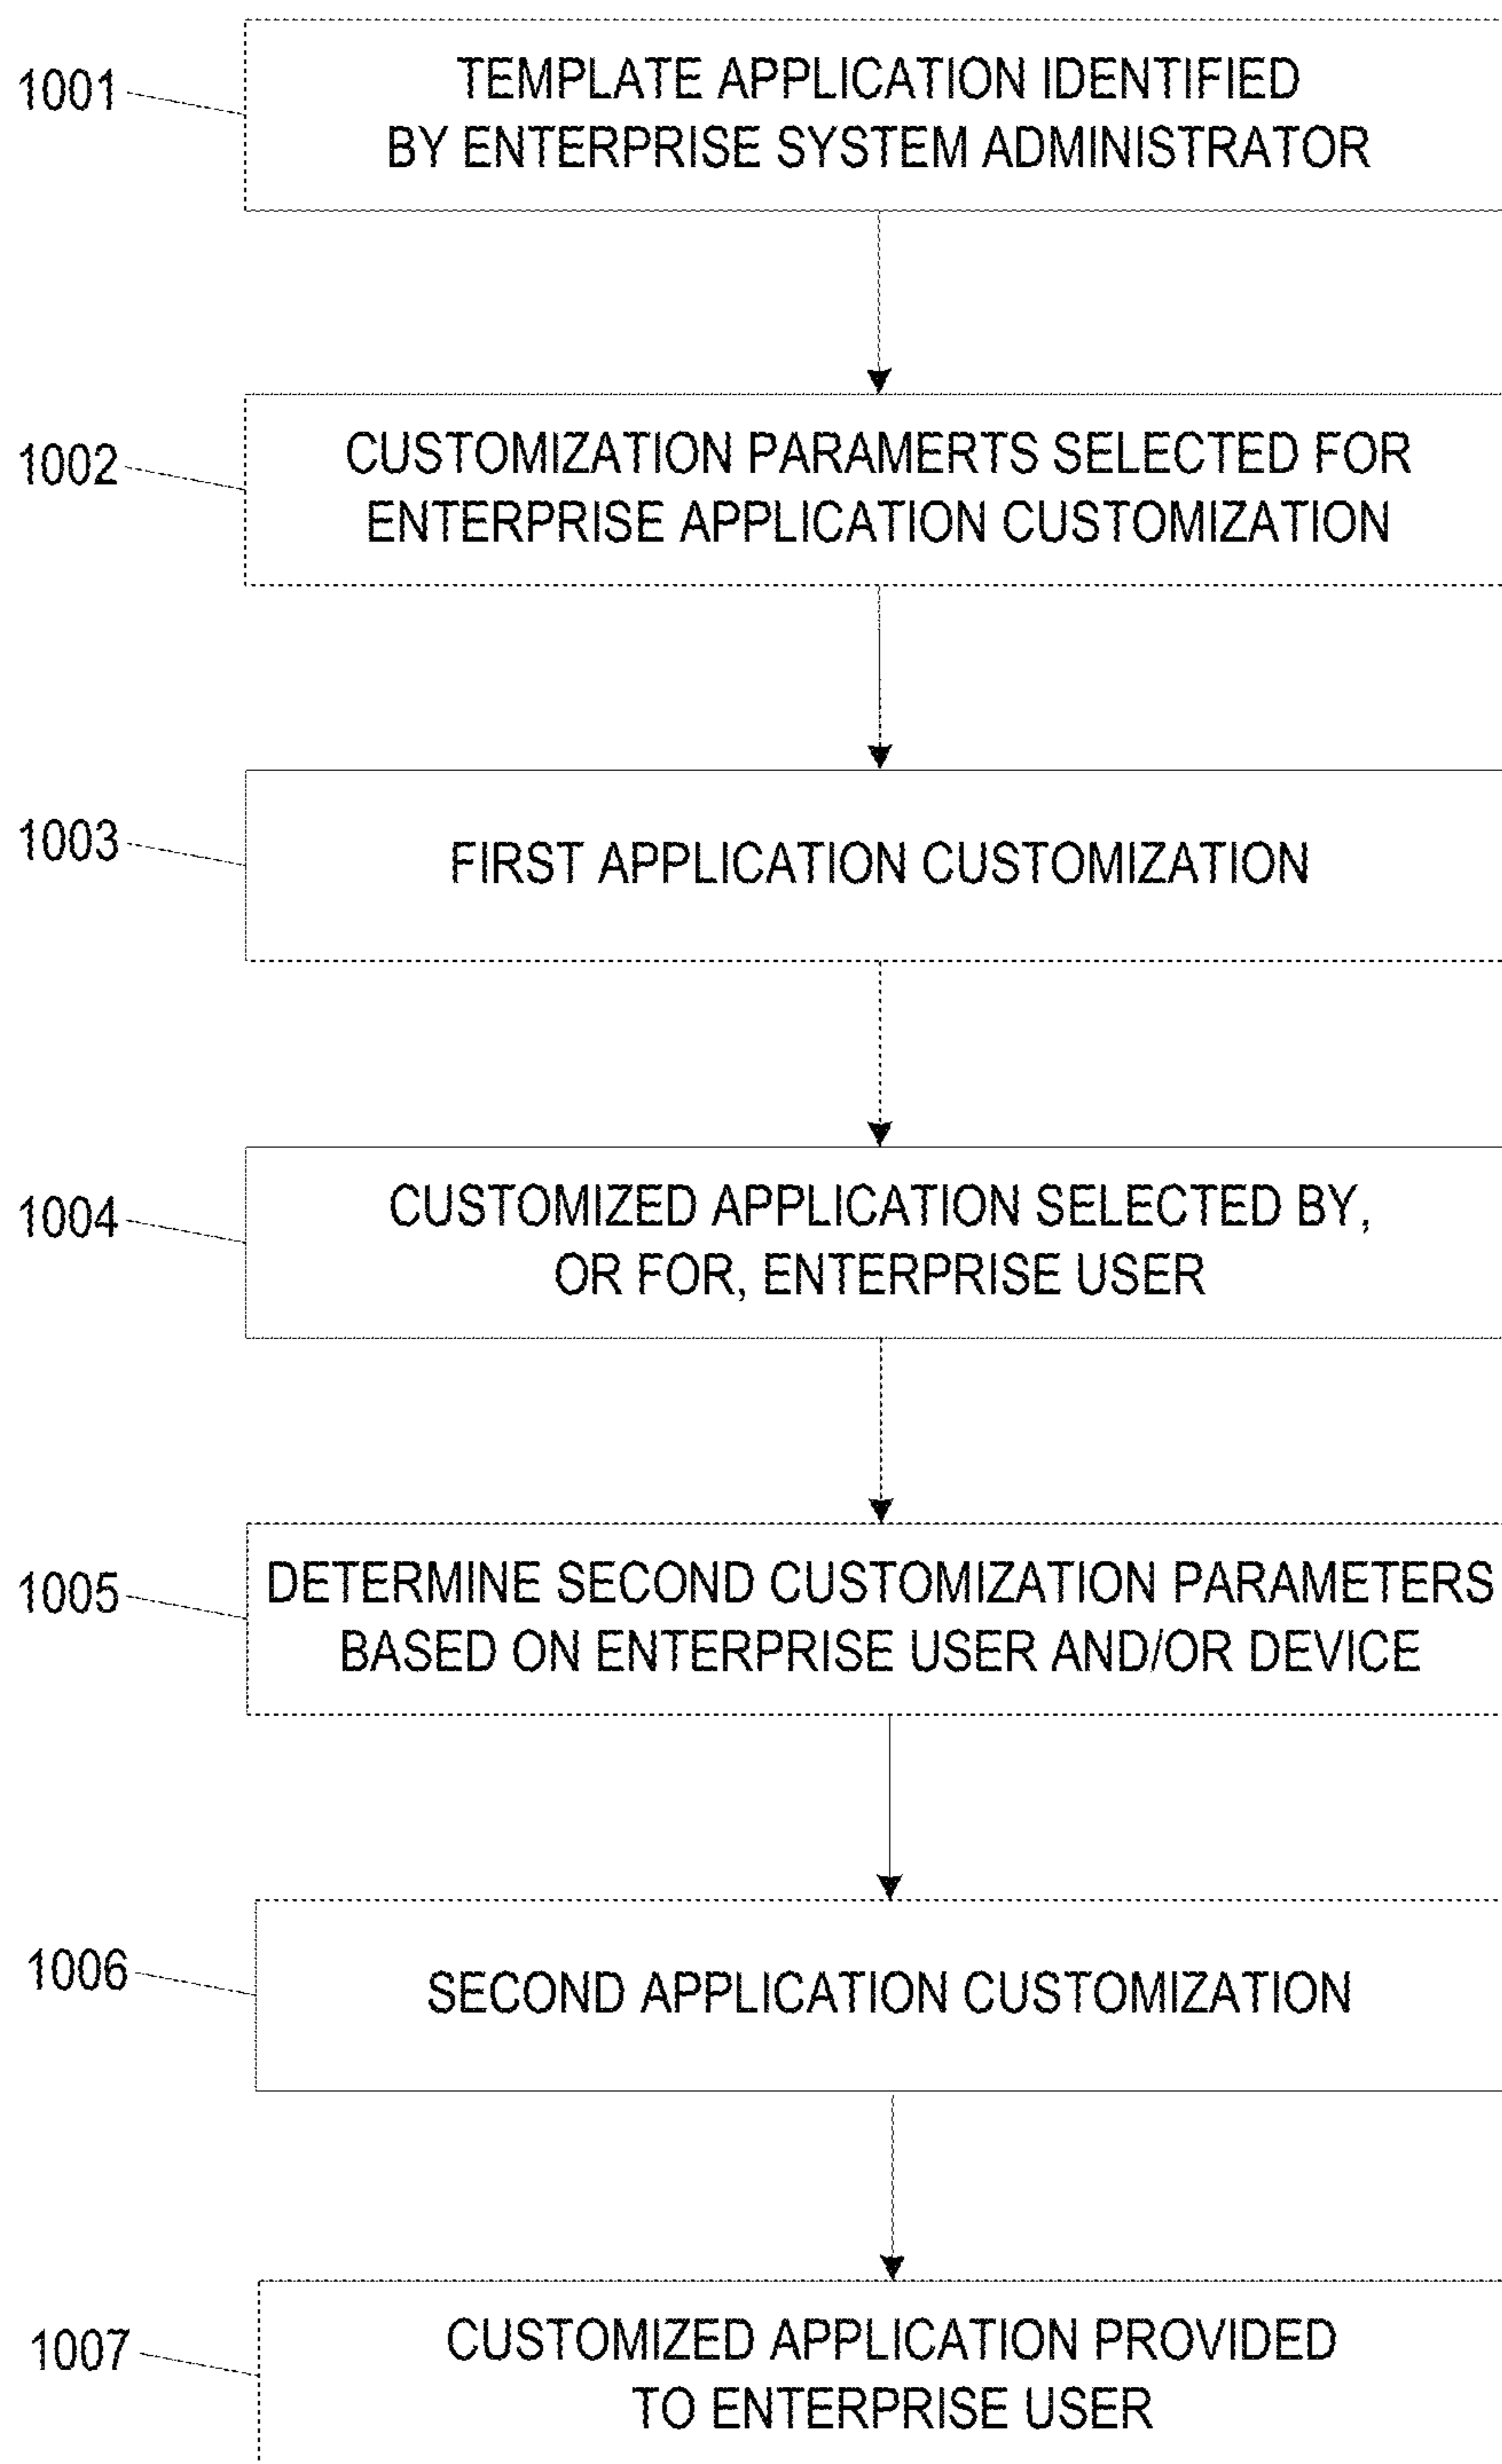 1001
TEMPLATE APPLICATION IDENTIFIED
BY ENTERPRISE SYSTEM ADMINISTRATOR
1002
CUSTOMIZATION PARAMERTS SELECTED FOR
ENTERPRISE APPLICATION CUSTOMIZATION
1003
FIRST APPLICATION CUSTOMIZATION
1004
CUSTOMIZED APPLICATION SELECTED BY,
OR FOR, ENTERPRISE USER
1005
DETERMINE SECOND CUSTOMIZATION PARAMETERS
BASED ON ENTERPRISE USER AND/OR DEVICE
1006
SECOND APPLICATION CUSTOMIZATION
1007
CUSTOMIZED APPLICATION PROVIDED
TO ENTERPRISE USER